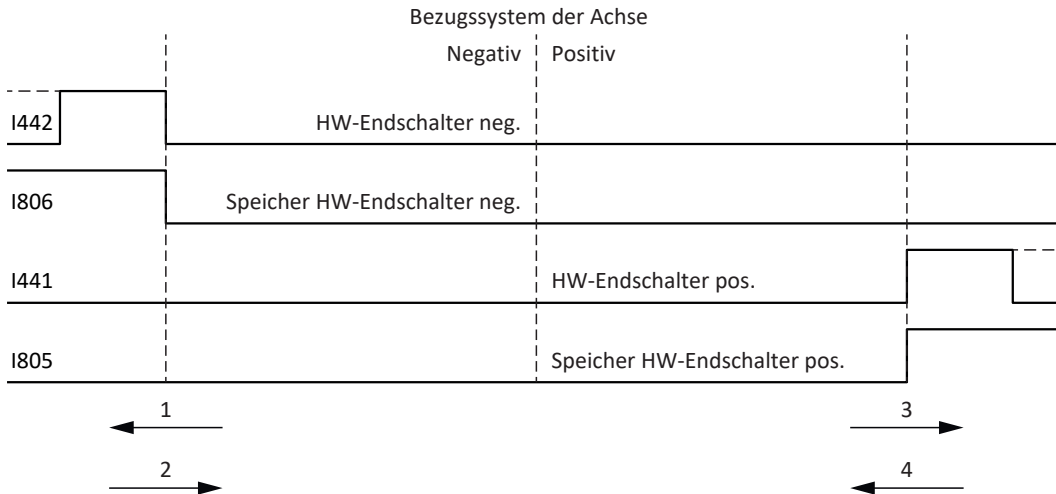 Bezugssystem der Achse
Negativ Positiv
I442 HW-Endschalter neg.
I806 Speicher HW-Endschalter neg.
I441 HW-Endschalter pos.
I805 Speicher HW-Endschalter pos.
1 3
2 4